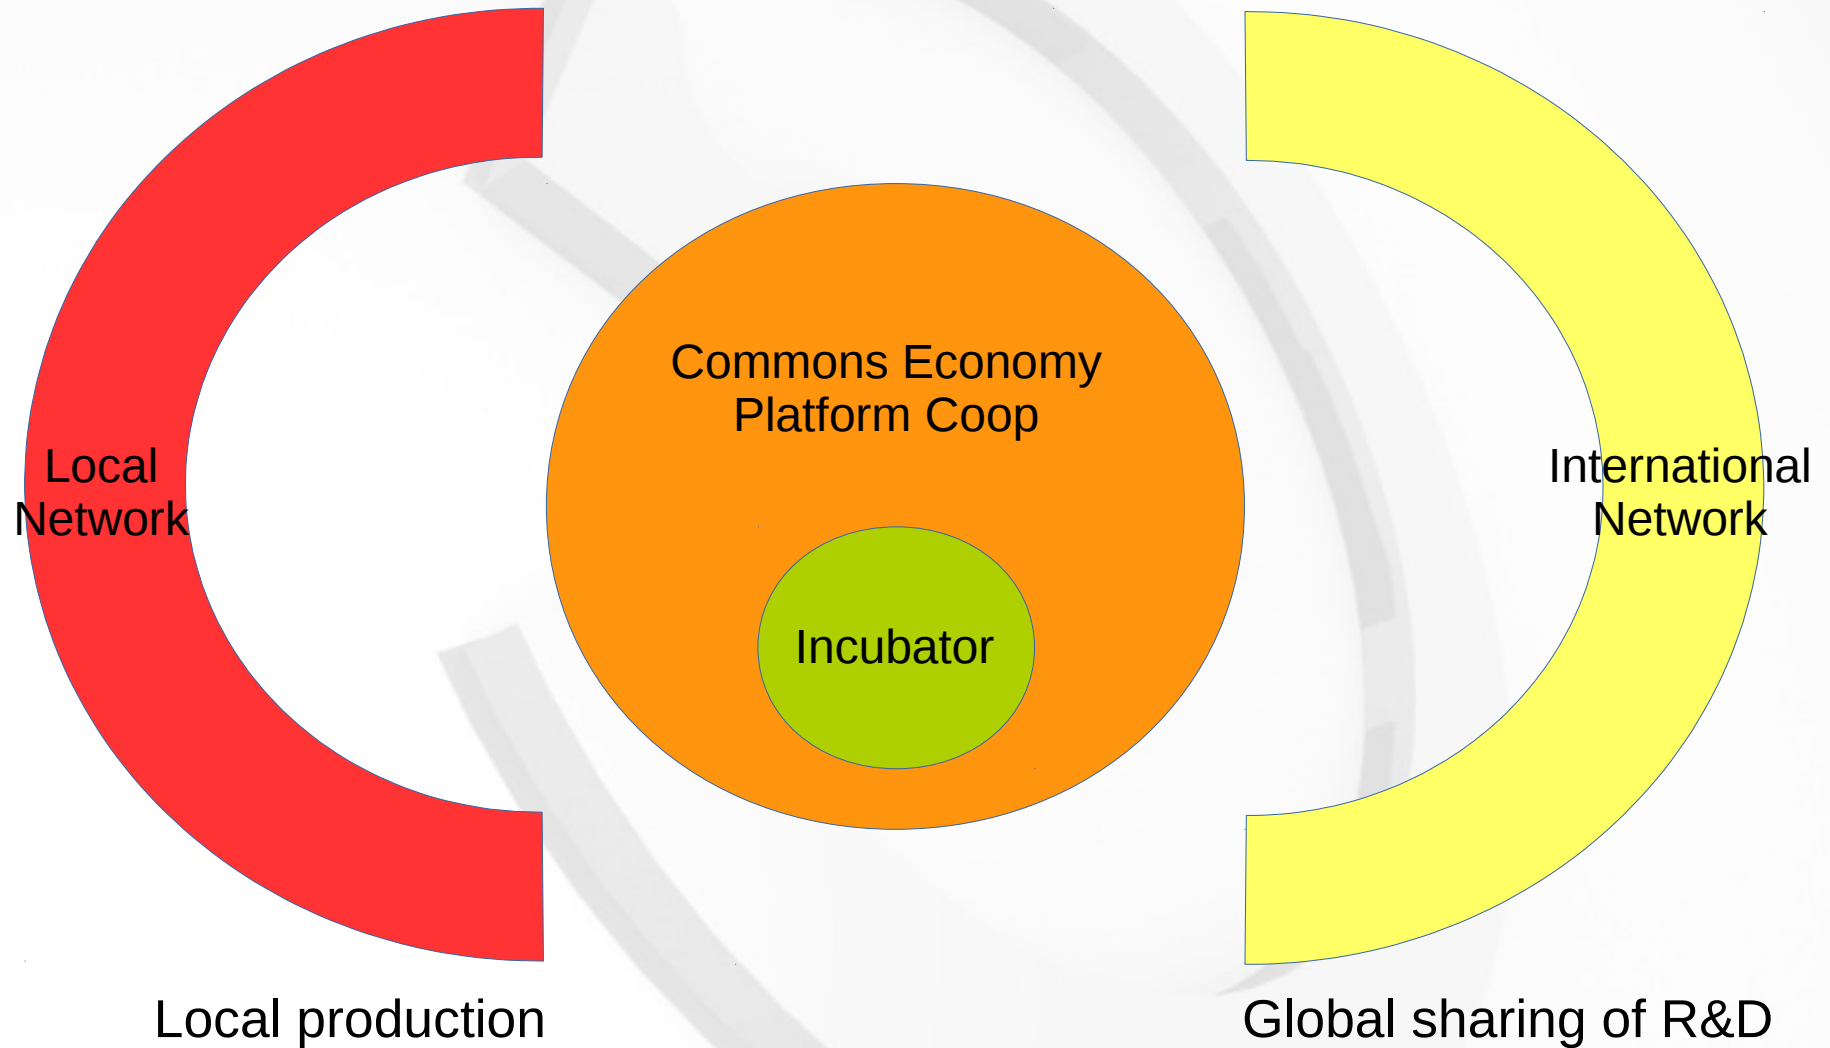 Commons Economy
Platform Coop
Local
Network
International
Network
Incubator
Local production
Global sharing of R&D